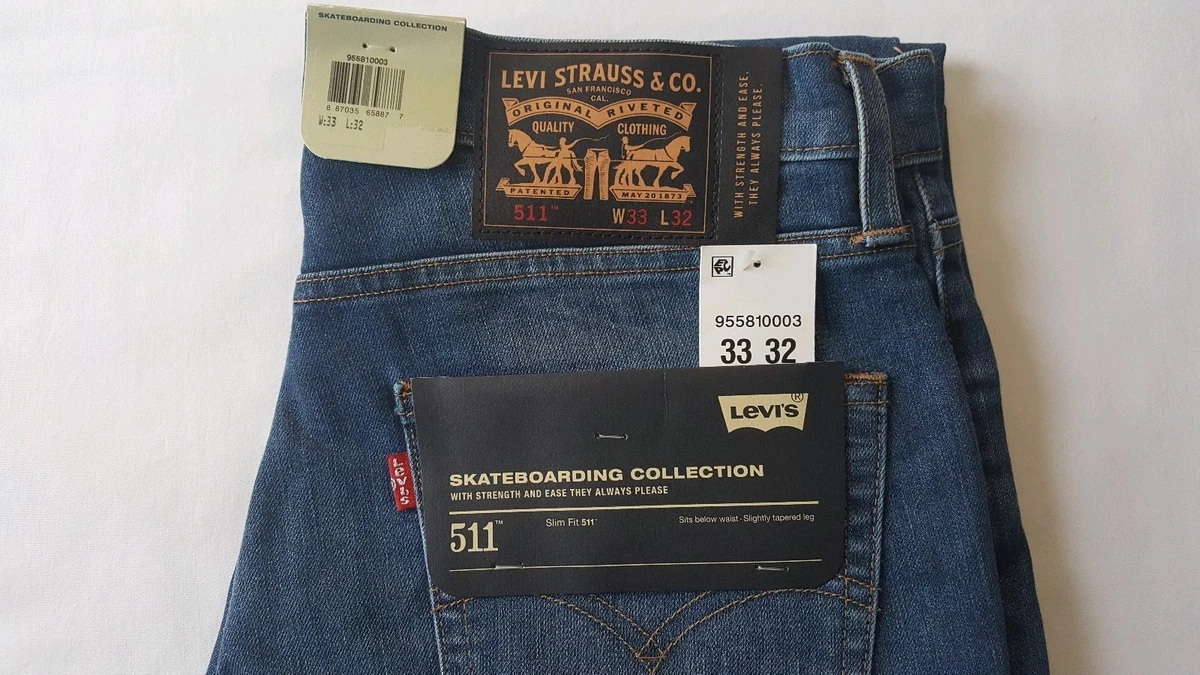 SKATEBOARDING COLLECTION
955810003
6 87035 65887 7
W:33 L:32
LEVI STRAUSS & CO.
SAN FRANCISCO
CAL.
ORIGINAL RIVETED
QUALITY CLOTHING
PATENTED MAY 20 1873
511™ W33 L32
WITH STRENGTH AND EASE,
THEY ALWAYS PLEASE.
955810003
33 32
LEVI'S®
LEVI'S
SKATEBOARDING COLLECTION
WITH STRENGTH AND EASE THEY ALWAYS PLEASE
511™ Slim Fit 511™ Sits below waist - Slightly tapered leg